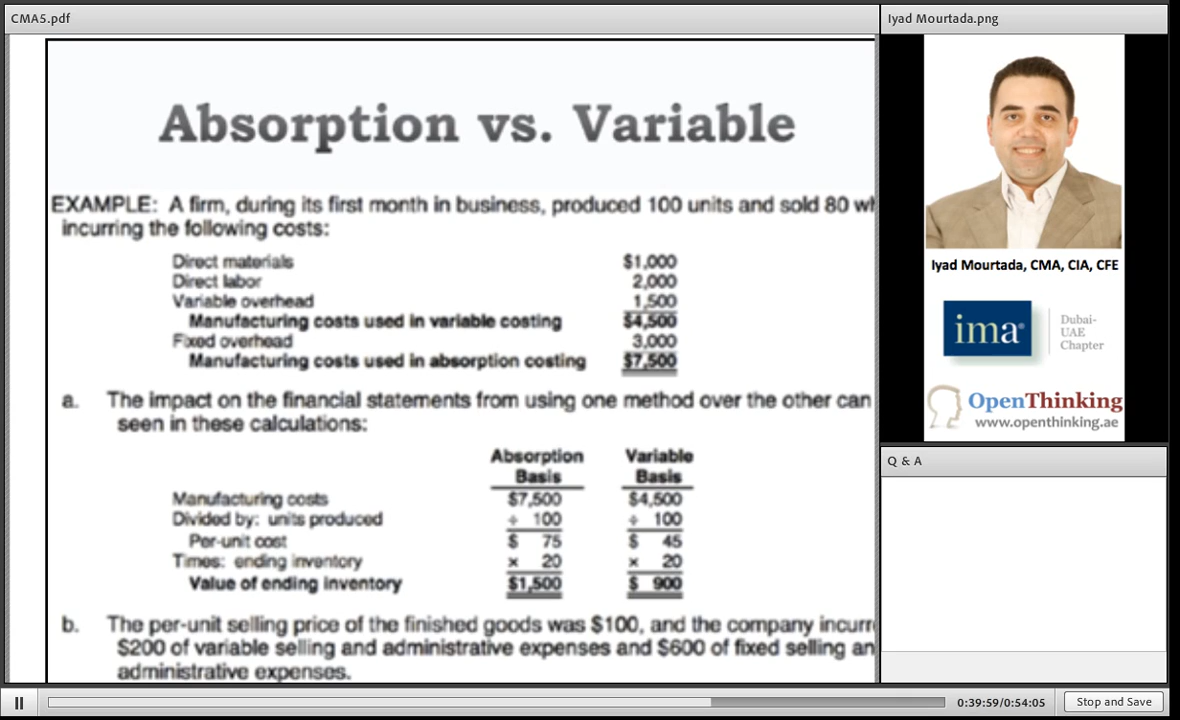 CMA5.pdf
Absorption vs. Variable
EXAMPLE: A firm, during its first month in business, produced 100 units and sold 80
incurring the following costs:
Direct materials $1,000
Direct labor 2,000
Variable overhead 1,500
Manufacturing costs used in variable costing $4,500
Fixed overhead 3,000
Manufacturing costs used in absorption costing $7,500
a. The impact on the financial statements from using one method over the other can
seen in these calculations:
Absorption Variable
Basis Basis
Manufacturing costs $7,500 $4,500
Divided by: units produced ÷ 100 ÷ 100
Per-unit cost $ 75 $ 45
Times: ending inventory × 20 × 20
Value of ending inventory $1,500 $ 900
b. The per-unit selling price of the finished goods was $100, and the company
$200 of variable selling and administrative expenses and $600 of fixed selling
administrative expenses.
Iyad Mourtada.png
Iyad Mourtada, CMA, CIA, CFE
ima®
Dubai-
UAE
Chapter
OpenThinking
www.openthinking.ae
Q & A
0:39:59/0:54:05
Stop and Save